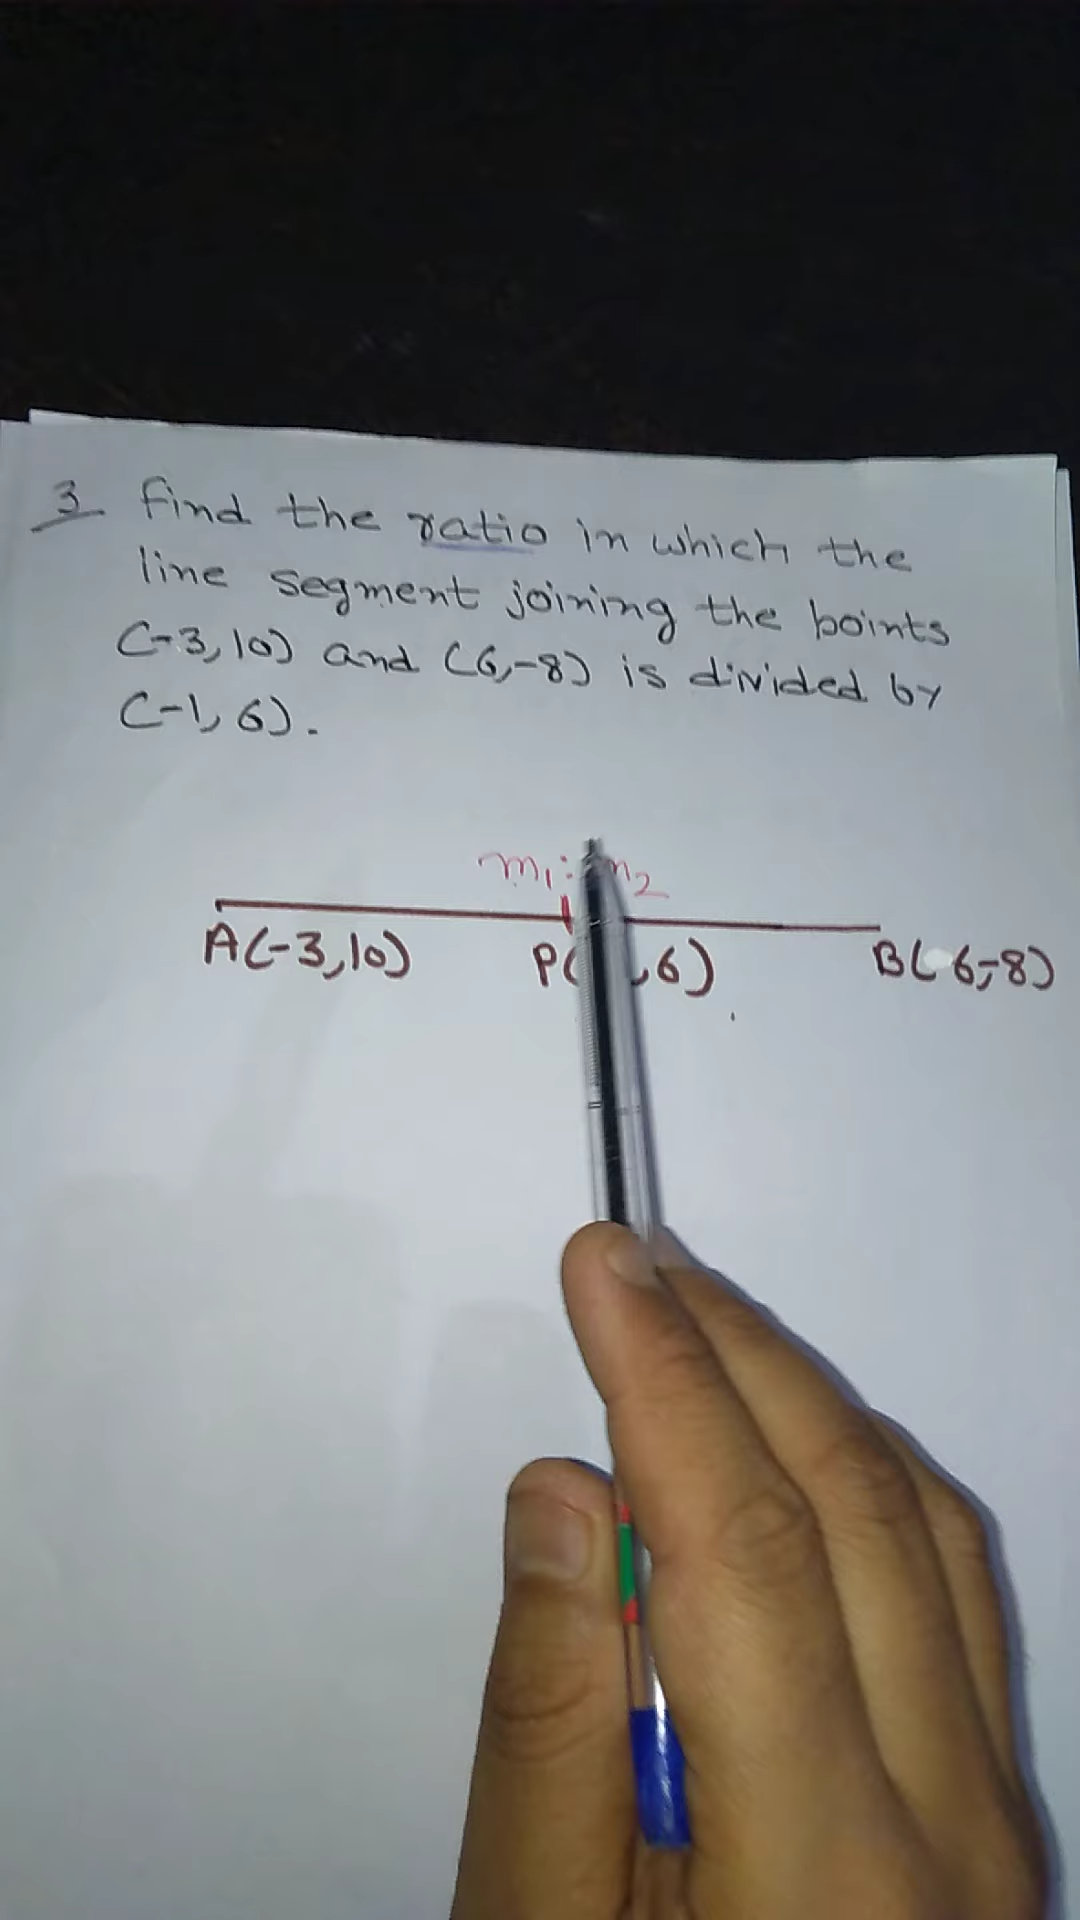 3 Find the ratio in which the
line segment joining the points
(-3,10) and (6,-8) is divided by
(-1,6).
m1: m2
A(-3,10) P( ,6) B( 6,-8)